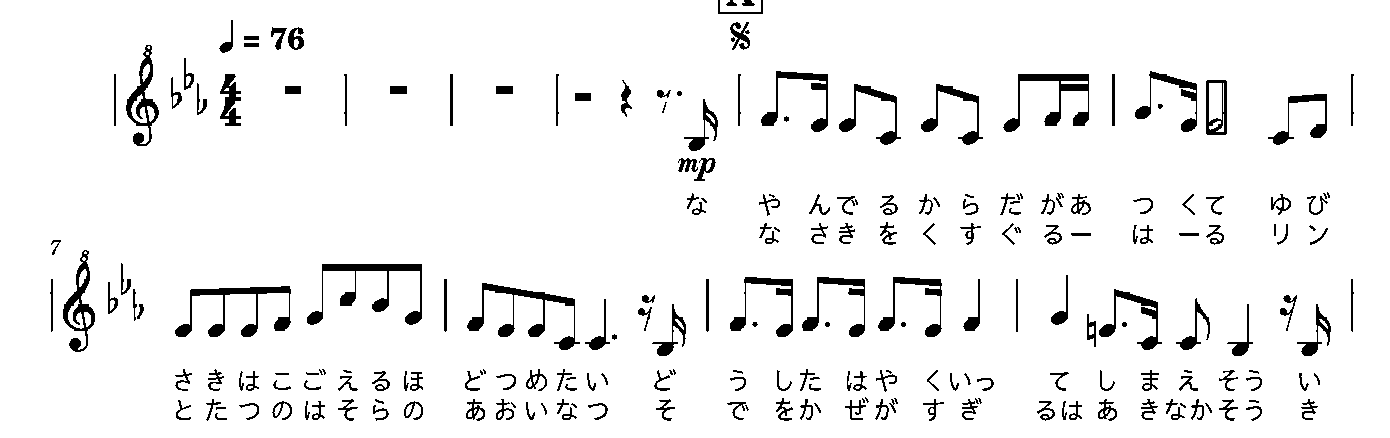 = 76
4
4
mp
な や んで る か ら だ があ つ くて ゆ び
な さき を く す ぐ るー は ーる リ ン
7
さ き は こ ご え る ほ ど つ め た い ど う した はや くいっ て し ま え そう い
と た つ の は そ ら の あ お い な つ そ で をか ぜが す ぎ るは あ きなか そう き